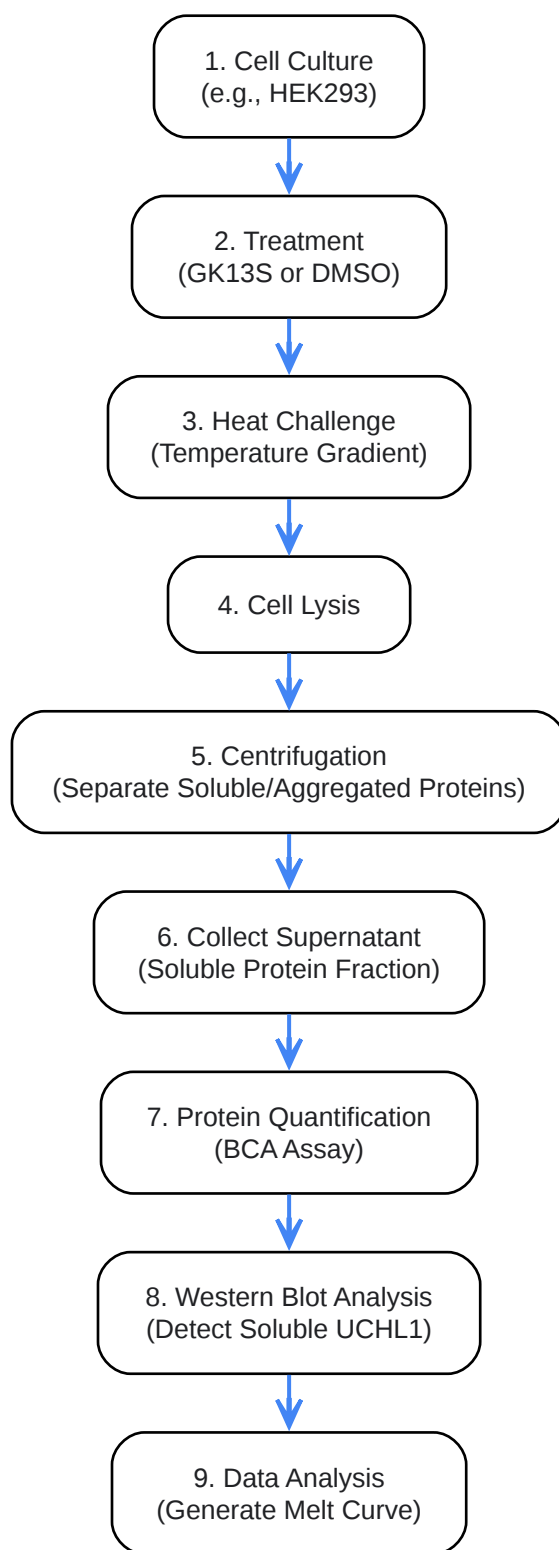 1. Cell Culture
(e.g., HEK293)
2. Treatment
(GK13S or DMSO)
3. Heat Challenge
(Temperature Gradient)
4. Cell Lysis
5. Centrifugation
(Separate Soluble/Aggregated Proteins)
6. Collect Supernatant
(Soluble Protein Fraction)
7. Protein Quantification
(BCA Assay)
8. Western Blot Analysis
(Detect Soluble UCHL1)
9. Data Analysis
(Generate Melt Curve)